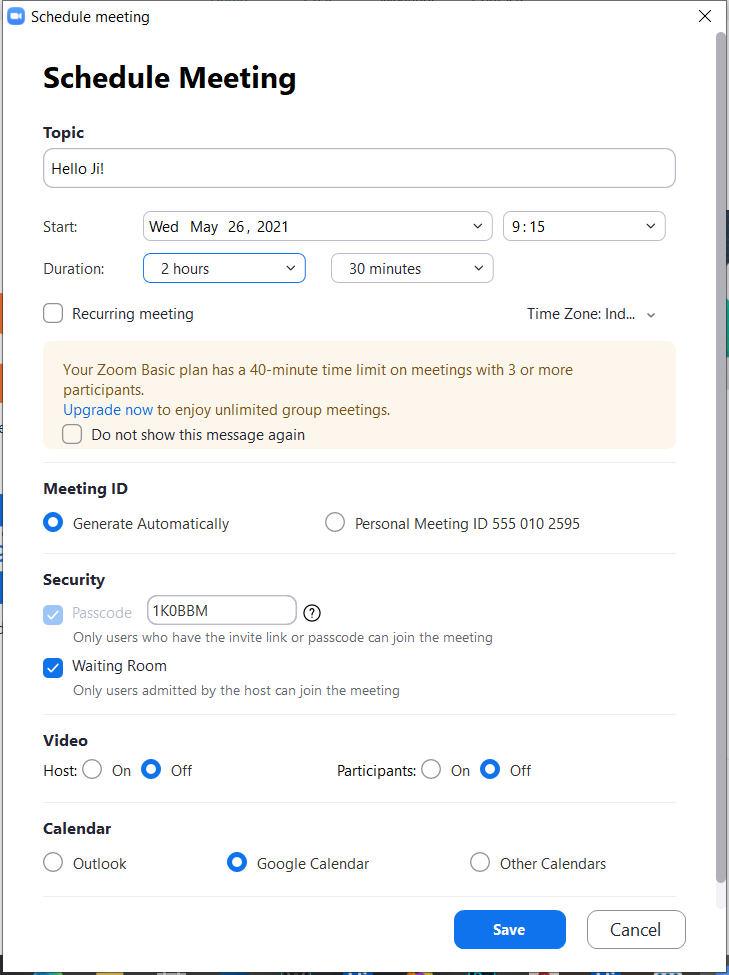 Schedule meeting
Schedule Meeting
Topic
Hello Ji!
Start: Wed May 26, 2021 9:15
Duration: 2 hours 30 minutes
Recurring meeting Time Zone: Ind...
Your Zoom Basic plan has a 40-minute time limit on meetings with 3 or more
participants.
Upgrade now to enjoy unlimited group meetings.
Do not show this message again
Meeting ID
Generate Automatically Personal Meeting ID 555 010 2595
Security
Passcode 1K0BBM ?
Only users who have the invite link or passcode can join the meeting
Waiting Room
Only users admitted by the host can join the meeting
Video
Host: On Off Participants: On Off
Calendar
Outlook Google Calendar Other Calendars
Save Cancel